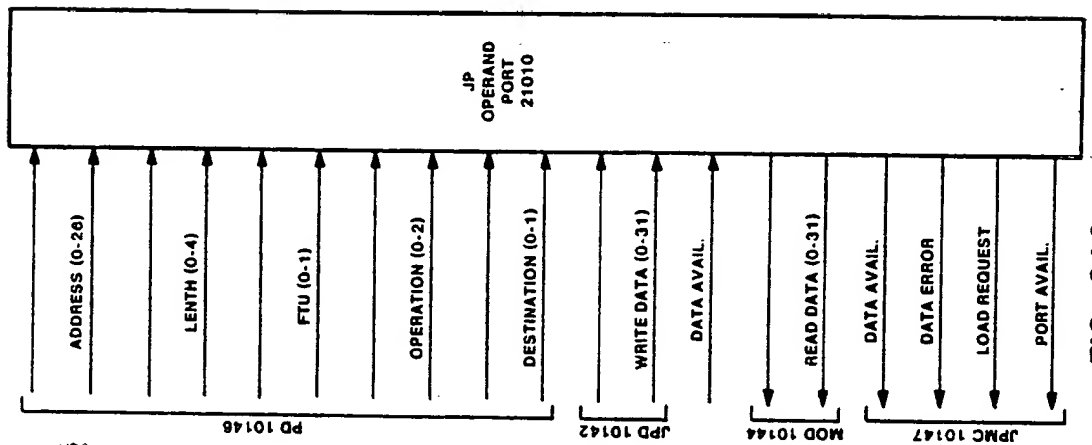 JP
OPERAND
PORT
21010
ADDRESS (0-26)
LENTH (0-4)
FTU (0-1)
OPERATION (0-2)
DESTINATION (0-1)
WRITE DATA (0-31)
DATA AVAIL.
READ DATA (0-31)
DATA AVAIL.
DATA ERROR
LOAD REQUEST
PORT AVAIL.
PD 10146
JPD 10142
MOD 10144
JPMC 10147